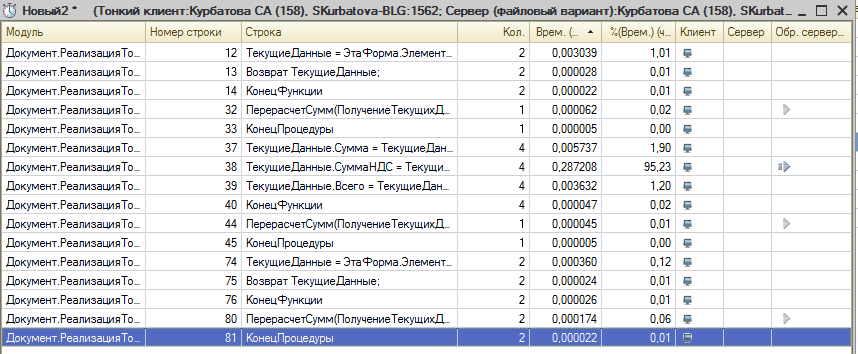 Новый2 * (Тонкий клиент:Курбатова СА (158), SKurbatova-BLG:1562; Сервер (файловый вариант):Курбатова СА (158), SKurbat...
Модуль Номер строки Строка Кол. Врем. (... %(Врем.) (ч... Клиент Сервер Обр. сервер...
Документ.РеализацияТо... 12 ТекущиеДанные = ЭтаФорма.Элемент... 2 0,003039 1,01
Документ.РеализацияТо... 13 Возврат ТекущиеДанные; 2 0,000028 0,01
Документ.РеализацияТо... 14 КонецФункции 2 0,000022 0,01
Документ.РеализацияТо... 32 ПерерасчетСумм(ПолучениеТекущихД... 1 0,000062 0,02
Документ.РеализацияТо... 33 КонецПроцедуры 1 0,000005 0,00
Документ.РеализацияТо... 37 ТекущиеДанные.Сумма = ТекущиеДан... 4 0,005737 1,90
Документ.РеализацияТо... 38 ТекущиеДанные.СуммаНДС = Текущи... 4 0,287208 95,23
Документ.РеализацияТо... 39 ТекущиеДанные.Всего = ТекущиеДан... 4 0,003632 1,20
Документ.РеализацияТо... 40 КонецФункции 4 0,000047 0,02
Документ.РеализацияТо... 44 ПерерасчетСумм(ПолучениеТекущихД... 1 0,000045 0,01
Документ.РеализацияТо... 45 КонецПроцедуры 1 0,000005 0,00
Документ.РеализацияТо... 74 ТекущиеДанные = ЭтаФорма.Элемент... 2 0,000360 0,12
Документ.РеализацияТо... 75 Возврат ТекущиеДанные; 2 0,000024 0,01
Документ.РеализацияТо... 76 КонецФункции 2 0,000026 0,01
Документ.РеализацияТо... 80 ПерерасчетСумм(ПолучениеТекущихД... 2 0,000174 0,06
Документ.РеализацияТо... 81 КонецПроцедуры 2 0,000022 0,01